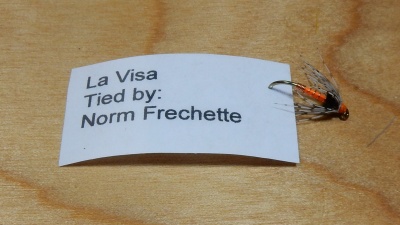 La Visa
Tied by:
Norm Frechette